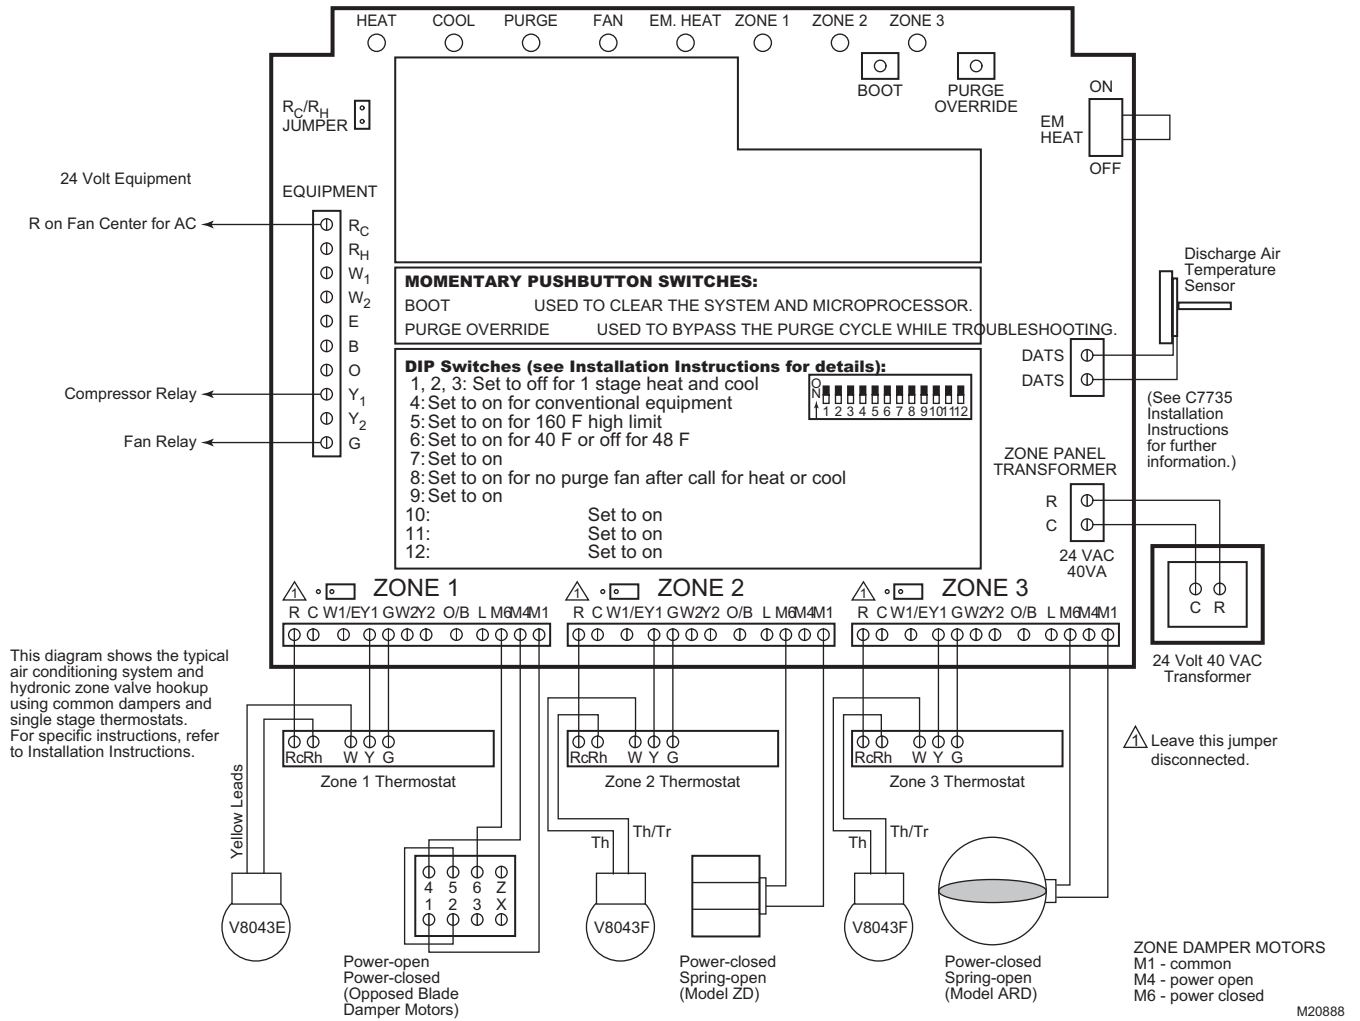 HEAT COOL PURGE FAN EM. HEAT ZONE 1 ZONE 2 ZONE 3
BOOT
PURGE
OVERRIDE
ON
EM
HEAT
OFF
RC/RH
JUMPER
24 Volt Equipment
EQUIPMENT
R on Fan Center for AC
RC
RH
W1
W2
E
B
O
Compressor Relay
Y1
Y2
Fan Relay
G
MOMENTARY PUSHBUTTON SWITCHES:
BOOT USED TO CLEAR THE SYSTEM AND MICROPROCESSOR.
PURGE OVERRIDE USED TO BYPASS THE PURGE CYCLE WHILE TROUBLESHOOTING.
DIP Switches (see Installation Instructions for details):
1, 2, 3: Set to off for 1 stage heat and cool
4: Set to on for conventional equipment
5: Set to on for 160 F high limit
6: Set to on for 40 F or off for 48 F
7: Set to on
8: Set to on for no purge fan after call for heat or cool
9: Set to on
10: Set to on
11: Set to on
12: Set to on
ON
1 2 3 4 5 6 7 8 9 10 11 12
Discharge Air
Temperature
Sensor
DATS
DATS
(See C7735
Installation
Instructions
for further
information.)
ZONE PANEL
TRANSFORMER
R
C
24 VAC
40VA
C R
24 Volt 40 VAC
Transformer
1 ZONE 1
R C W1/E Y1 G W2 Y2 O/B L M6 M4 M1
1 ZONE 2
R C W1/E Y1 G W2 Y2 O/B L M6 M4 M1
1 ZONE 3
R C W1/E Y1 G W2 Y2 O/B L M6 M4 M1
This diagram shows the typical
air conditioning system and
hydronic zone valve hookup
using common dampers and
single stage thermostats.
For specific instructions, refer
to Installation Instructions.
Rc Rh W Y G
Zone 1 Thermostat
Rc Rh W Y G
Zone 2 Thermostat
Rc Rh W Y G
Zone 3 Thermostat
1 Leave this jumper
disconnected.
Yellow Leads
V8043E
4 5 6 Z
1 2 3 X
Power-open
Power-closed
(Opposed Blade
Damper Motors)
Th
Th/Tr
V8043F
Power-closed
Spring-open
(Model ZD)
Th
Th/Tr
V8043F
Power-closed
Spring-open
(Model ARD)
ZONE DAMPER MOTORS
M1 - common
M4 - power open
M6 - power closed
M20888